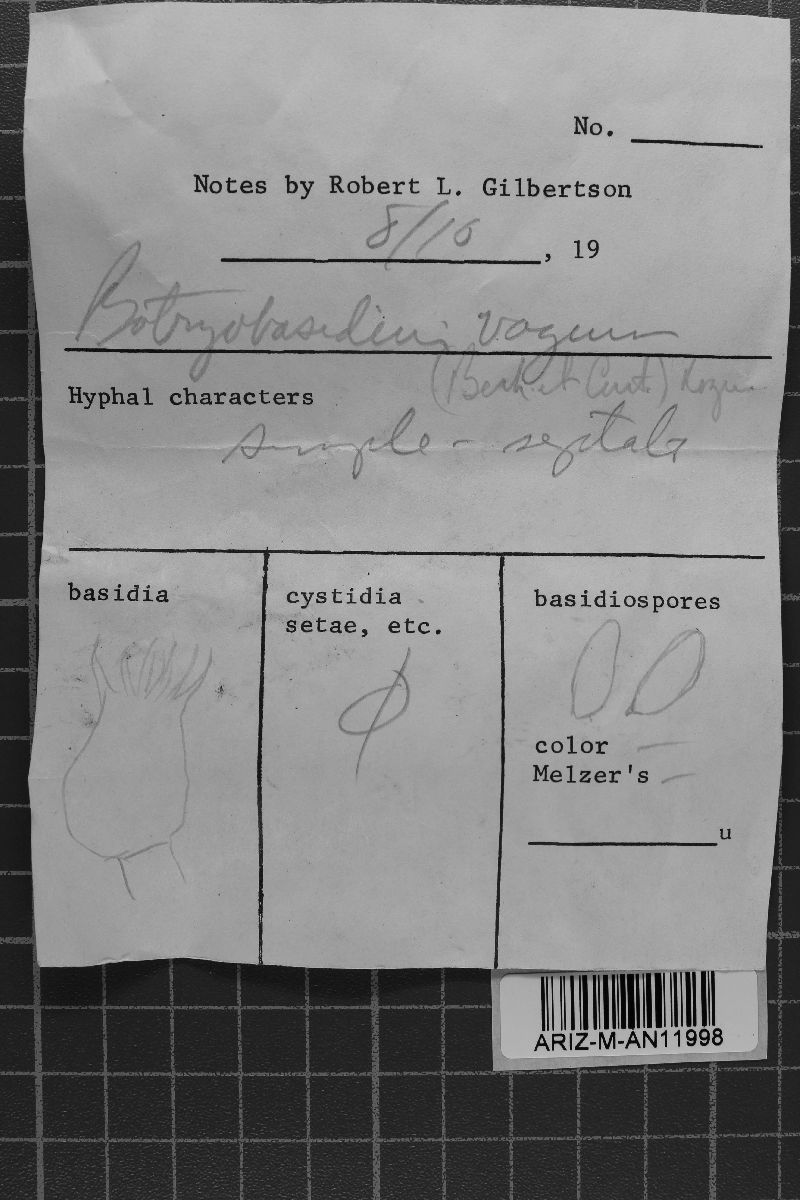 No.
Notes by Robert L. Gilbertson
8/10, 19
Botryobasidium vagum
(Berk. et Curt.) Rogers
Hyphal characters
simple - septate
basidia
cystidia
setae, etc.
Φ
basidiospores
color —
Melzer's —
u
ARIZ-M-AN11998